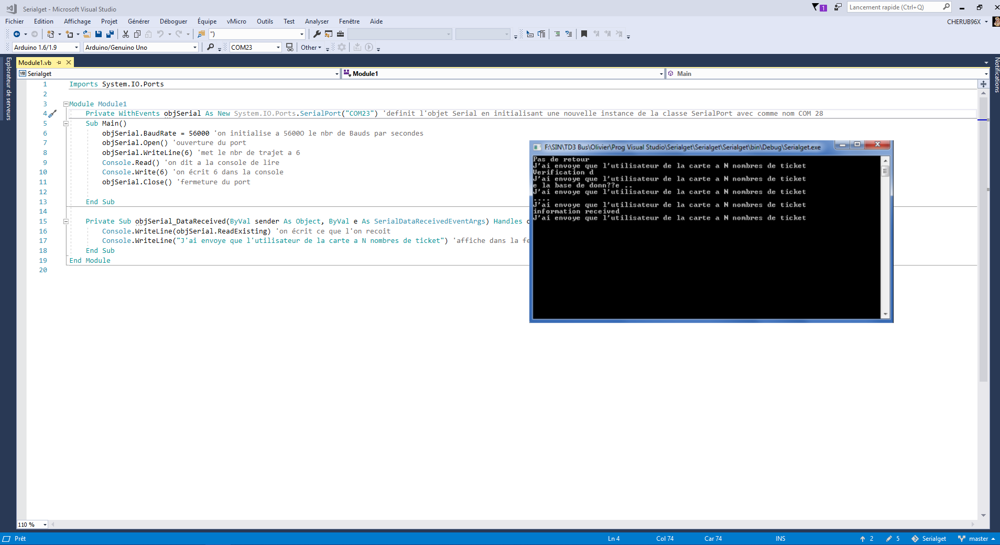 Serialget - Microsoft Visual Studio
1
Lancement rapide (Ctrl+Q)
Fichier Edition Affichage Projet Générer Déboguer Équipe vMicro Outils Test Analyser Fenêtre Aide
CHERUB96X
")
Arduino 1.6/1.9 Arduino/Genuino Uno COM23 Other
Explorateur de serveurs
Notifications
Module1.vb
VB Serialget Module1 Main
1 Imports System.IO.Ports
2
3 Module Module1
4 Private WithEvents objSerial As New System.IO.Ports.SerialPort("COM23") 'definit l'objet Serial en initialisant une nouvelle instance de la classe SerialPort avec comme nom COM 28
5 Sub Main()
6 objSerial.BaudRate = 56000 'on initialise a 5600O le nbr de Bauds par secondes
7 objSerial.Open() 'ouverture du port
8 objSerial.WriteLine(6) 'met le nbr de trajet a 6
9 Console.Read() 'on dit a la console de lire
10 Console.Write(6) 'on écrit 6 dans la console
11 objSerial.Close() 'fermeture du port
12
13 End Sub
14
15 Private Sub objSerial_DataReceived(ByVal sender As Object, ByVal e As SerialDataReceivedEventArgs) Handles
16 Console.WriteLine(objSerial.ReadExisting) 'on écrit ce que l'on recoit
17 Console.WriteLine("J'ai envoye que l'utilisateur de la carte a N nombres de ticket") 'affiche dans la fe
18 End Sub
19 End Module
20
F:\SIN\TD3 Bus\Olivier\Prog Visual Studio\Serialget\Serialget\Serialget\bin\Debug\Serialget.exe
Pas de retour
J'ai envoye que l'utilisateur de la carte a N nombres de ticket
Verification d
J'ai envoye que l'utilisateur de la carte a N nombres de ticket
e la base de donn??e ..
J'ai envoye que l'utilisateur de la carte a N nombres de ticket
....
J'ai envoye que l'utilisateur de la carte a N nombres de ticket
information received
J'ai envoye que l'utilisateur de la carte a N nombres de ticket
110 %
Prêt Ln 4 Col 74 Car 74 INS 2 5 Serialget master